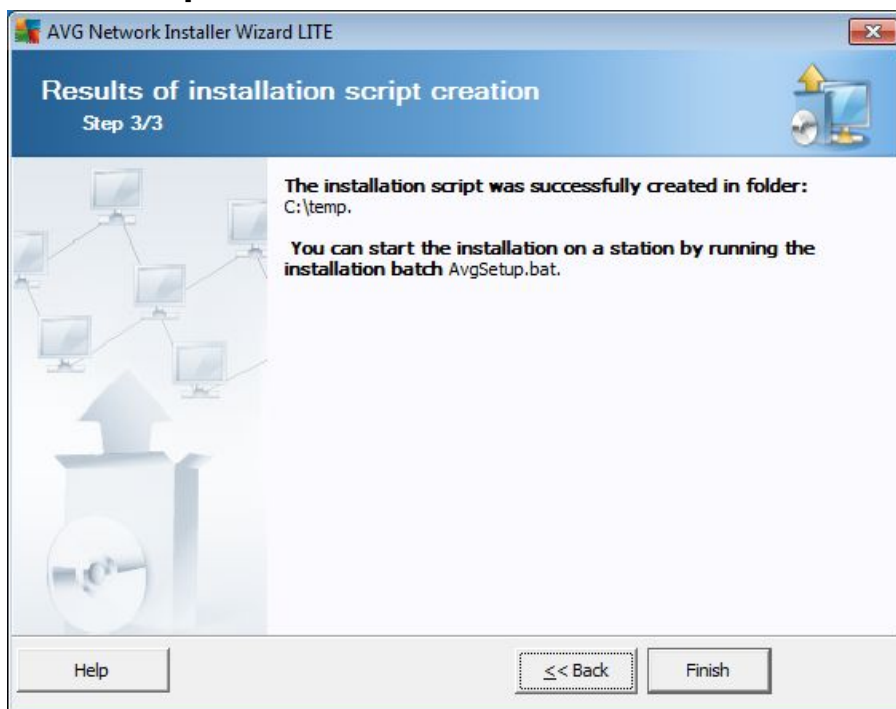 AVG Network Installer Wizard LITE
Results of installation script creation
Step 3/3
The installation script was successfully created in folder:
C:\temp.
You can start the installation on a station by running the
installation batch AvgSetup.bat.
Help
<< Back
Finish